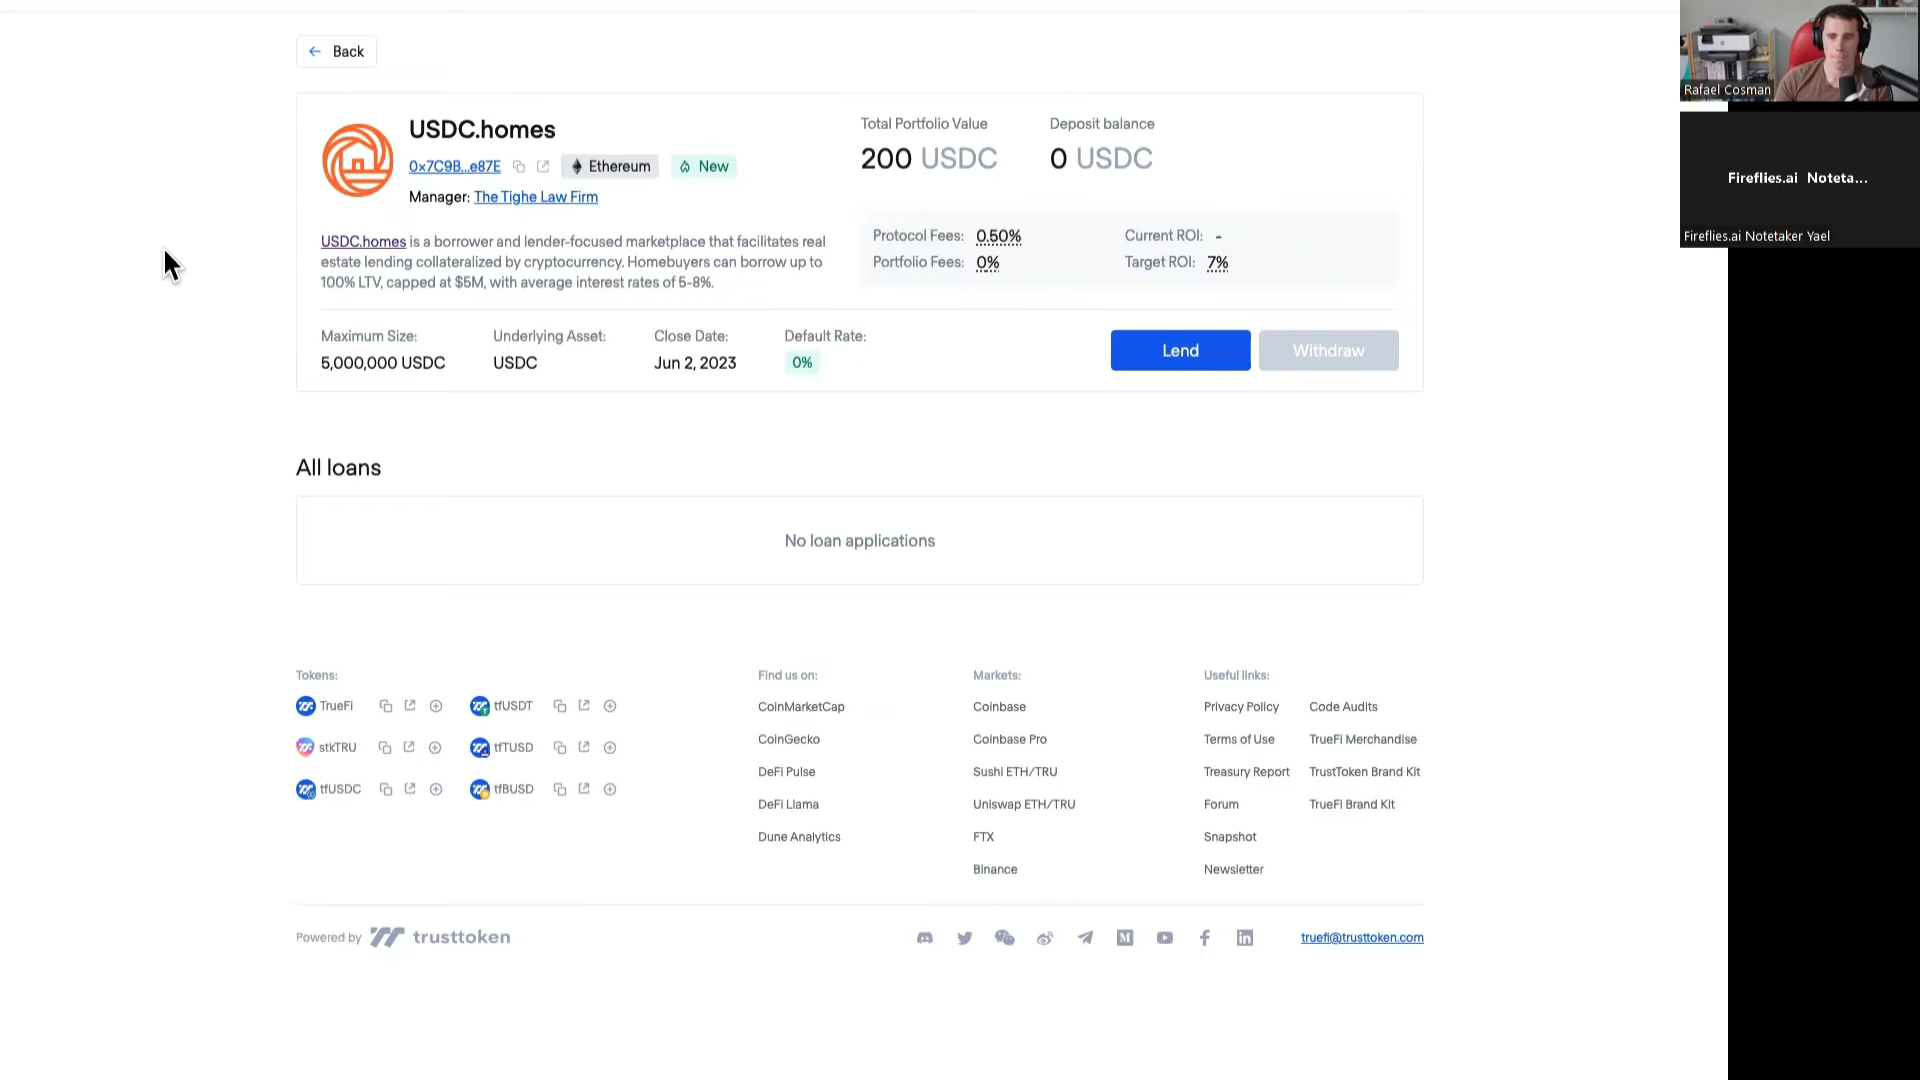 Back
USDC.homes
0x7C9B...e87E
Ethereum
New
Manager: The Tighe Law Firm
USDC.homes is a borrower and lender-focused marketplace that facilitates real
estate lending collateralized by cryptocurrency. Homebuyers can borrow up to
100% LTV, capped at $5M, with average interest rates of 5-8%.
Total Portfolio Value
200 USDC
Deposit balance
0 USDC
Protocol Fees: 0.50%
Portfolio Fees: 0%
Current ROI: -
Target ROI: 7%
Maximum Size:
5,000,000 USDC
Underlying Asset:
USDC
Close Date:
Jun 2, 2023
Default Rate:
0%
Lend
Withdraw
All loans
No loan applications
Tokens:
TrueFi
tfUSDT
stkTRU
tfTUSD
tfUSDC
tfBUSD
Find us on:
CoinMarketCap
CoinGecko
DeFi Pulse
DeFi Llama
Dune Analytics
Markets:
Coinbase
Coinbase Pro
Sushi ETH/TRU
Uniswap ETH/TRU
FTX
Binance
Useful links:
Privacy Policy
Terms of Use
Treasury Report
Forum
Snapshot
Newsletter
Code Audits
TrueFi Merchandise
TrustToken Brand Kit
TrueFi Brand Kit
Powered by trusttoken
truefi@trusttoken.com
Rafael Cosman
Fireflies.ai Noteta...
Fireflies.ai Notetaker Yael